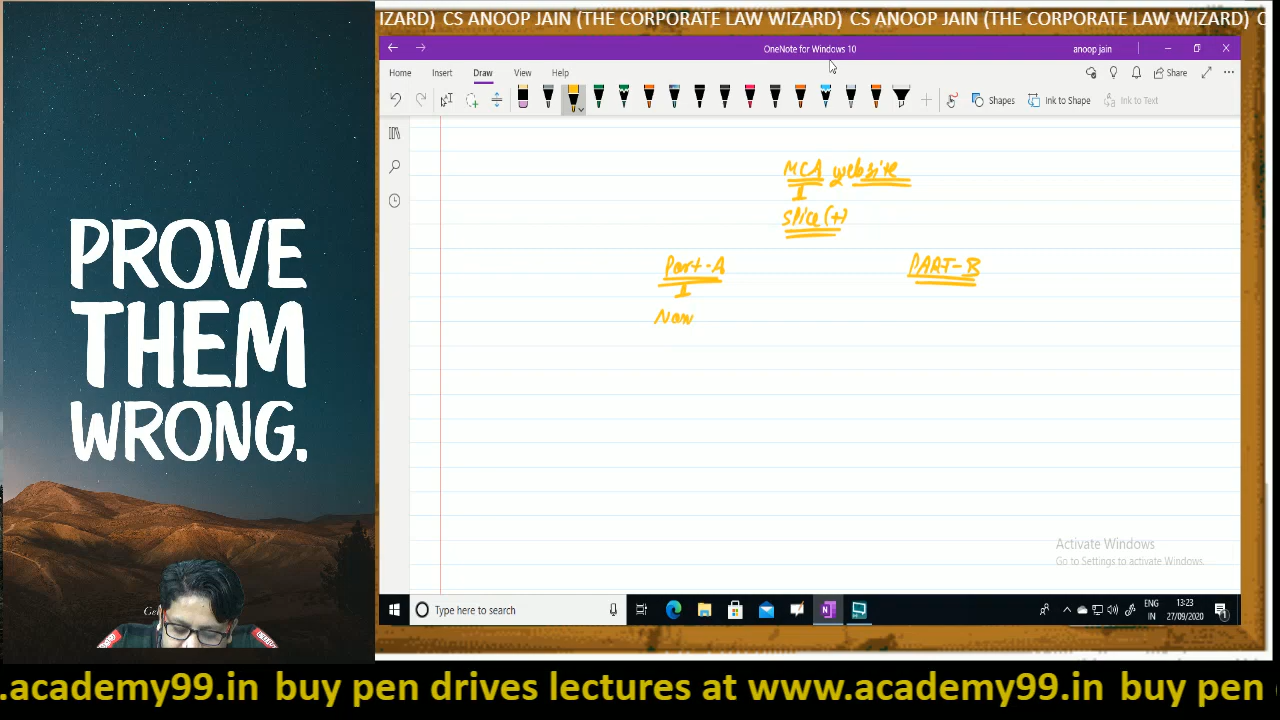 IZARD) CS ANOOP JAIN (THE CORPORATE LAW WIZARD) CS ANOOP JAIN (THE CORPORATE LAW WIZARD) C
OneNote for Windows 10
anoop jain
Home Insert Draw View Help
Share
Shapes
Ink to Shape
Ink to Text
MCA website
spice(+)
Part-A
PART-B
Nam
PROVE
THEM
WRONG.
Activate Windows
Go to Settings to activate Windows.
Type here to search
ENG
IN
13:23
27/09/2020
1
.academy99.in buy pen drives lectures at www.academy99.in buy pen